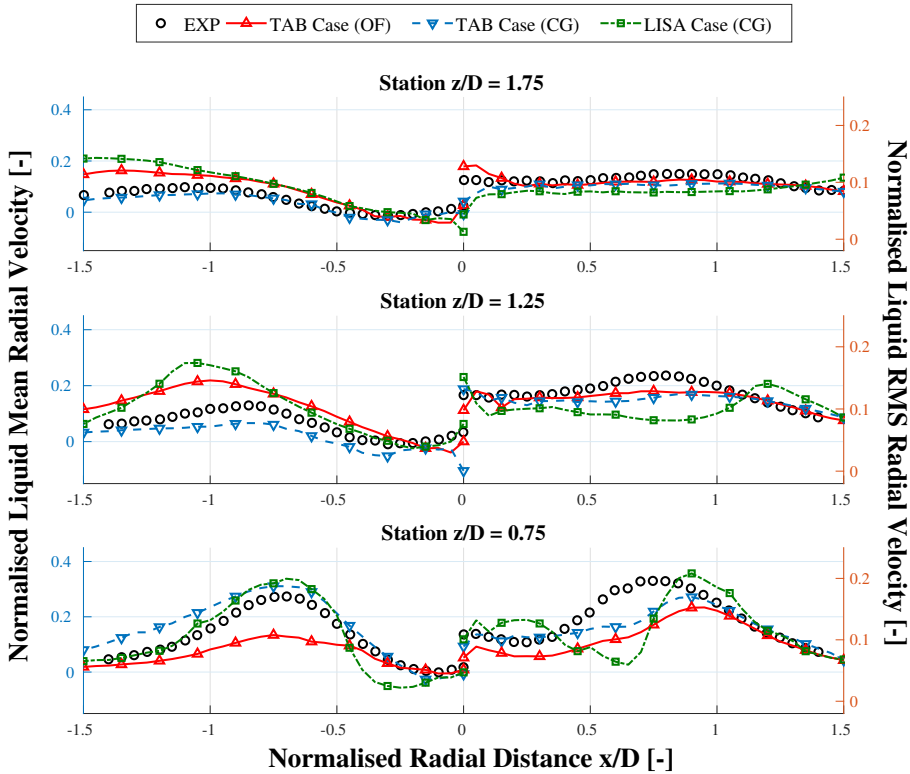 EXP TAB Case (OF) TAB Case (CG) LISA Case (CG)
Normalised Liquid Mean Radial Velocity [-]
Normalised Liquid RMS Radial Velocity [-]
Station z/D = 1.75
0.4
0.2
0
0.2
0.1
0
-1.5 -1 -0.5 0 0.5 1 1.5
Station z/D = 1.25
0.4
0.2
0
0.2
0.1
0
-1.5 -1 -0.5 0 0.5 1 1.5
Station z/D = 0.75
0.4
0.2
0
0.2
0.1
0
-1.5 -1 -0.5 0 0.5 1 1.5
Normalised Radial Distance x/D [-]